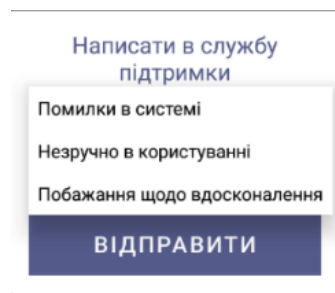 Написати в службу
підтримки
Помилки в системі
Незручно в користуванні
Побажання щодо вдосконалення
ВІДПРАВИТИ